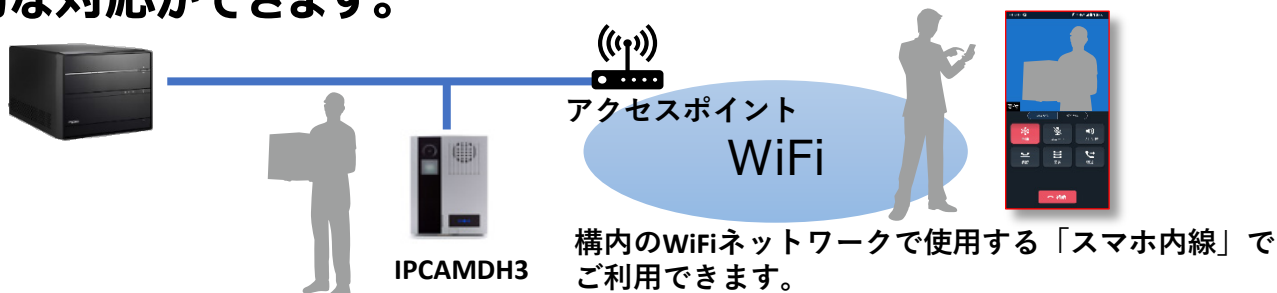 な対応ができます。
アクセスポイント
WiFi
IPCAMDH3
構内のWiFiネットワークで使用する「スマホ内線」で
ご利用できます。